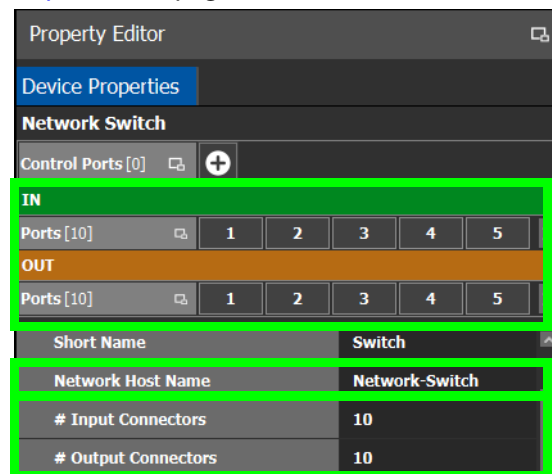 Property Editor
Device Properties
Network Switch
Control Ports [0]
IN
Ports [10] 1 2 3 4 5
OUT
Ports [10] 1 2 3 4 5
Short Name Switch
Network Host Name Network-Switch
# Input Connectors 10
# Output Connectors 10